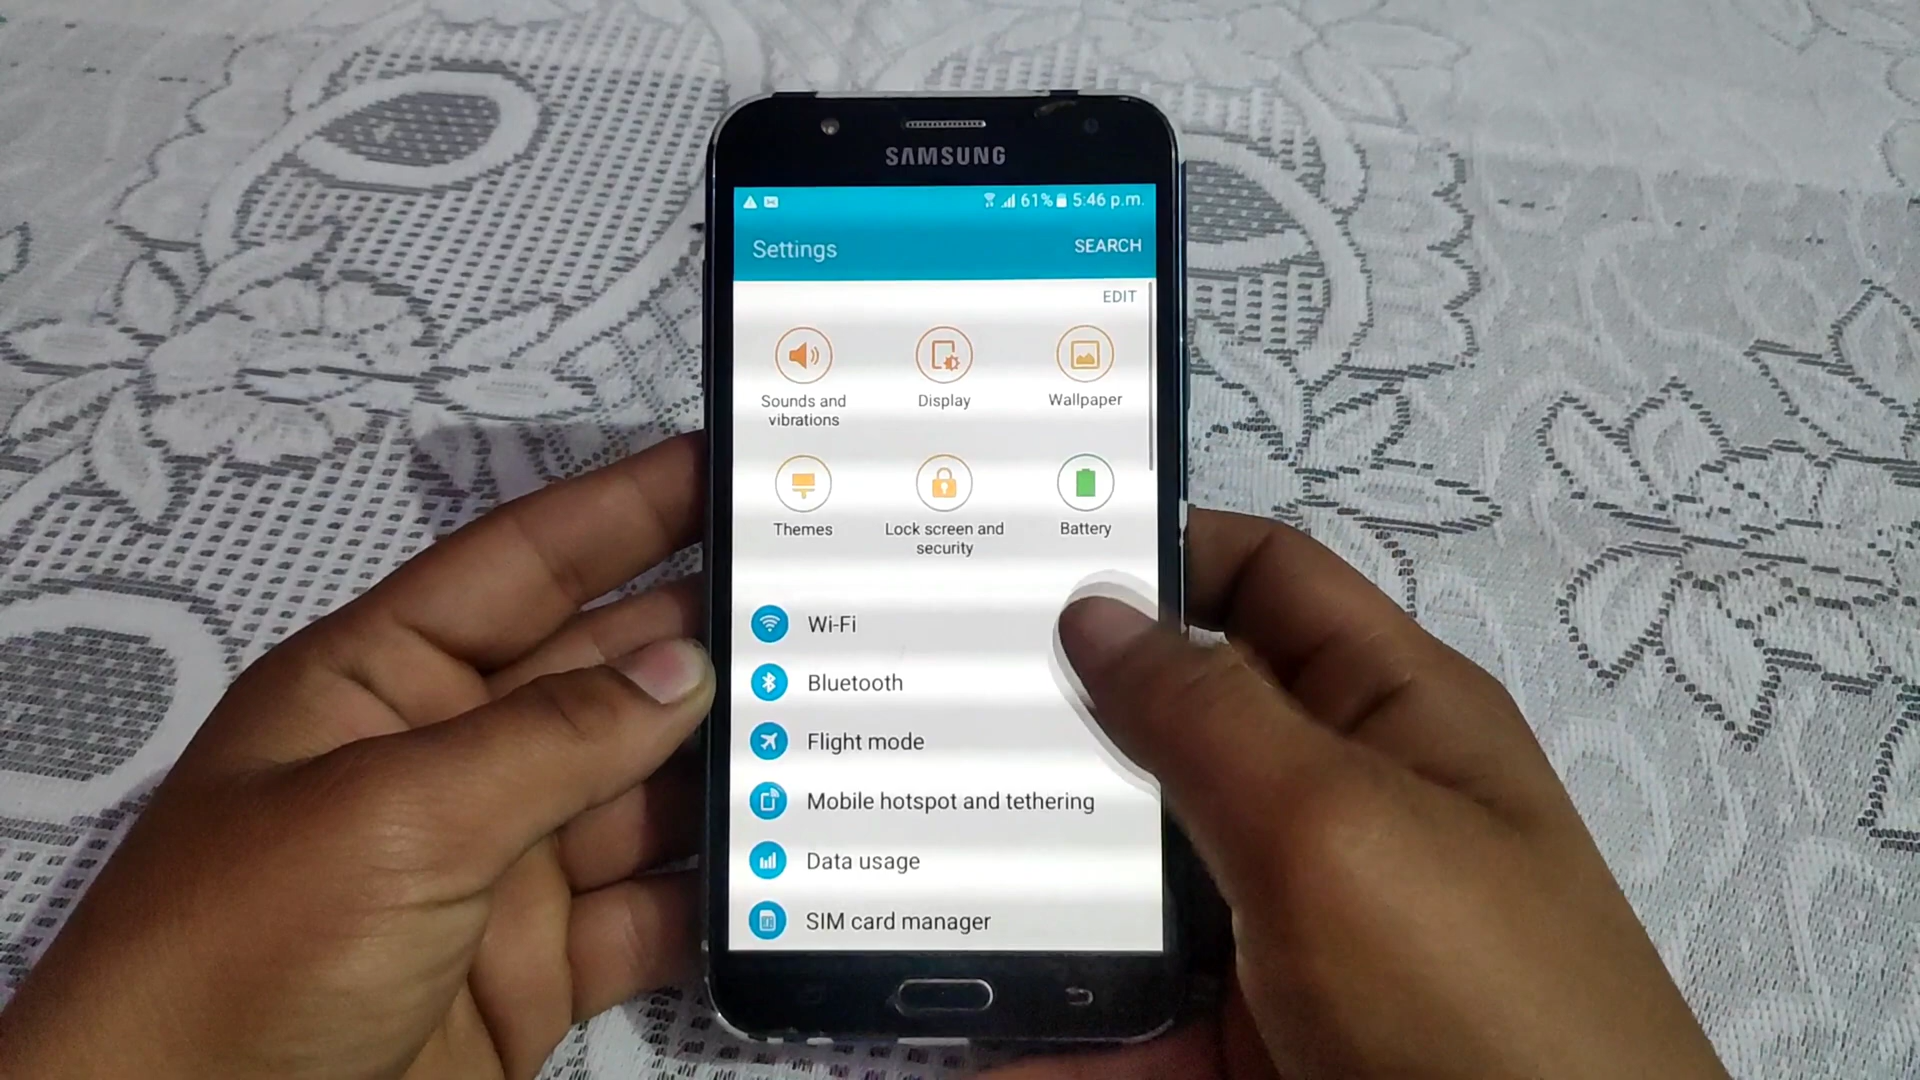 SAMSUNG
61% 5:46 p.m.
Settings
SEARCH
EDIT
Sounds and
vibrations
Display
Wallpaper
Themes
Lock screen and
security
Battery
Wi-Fi
Bluetooth
Flight mode
Mobile hotspot and tethering
Data usage
SIM card manager